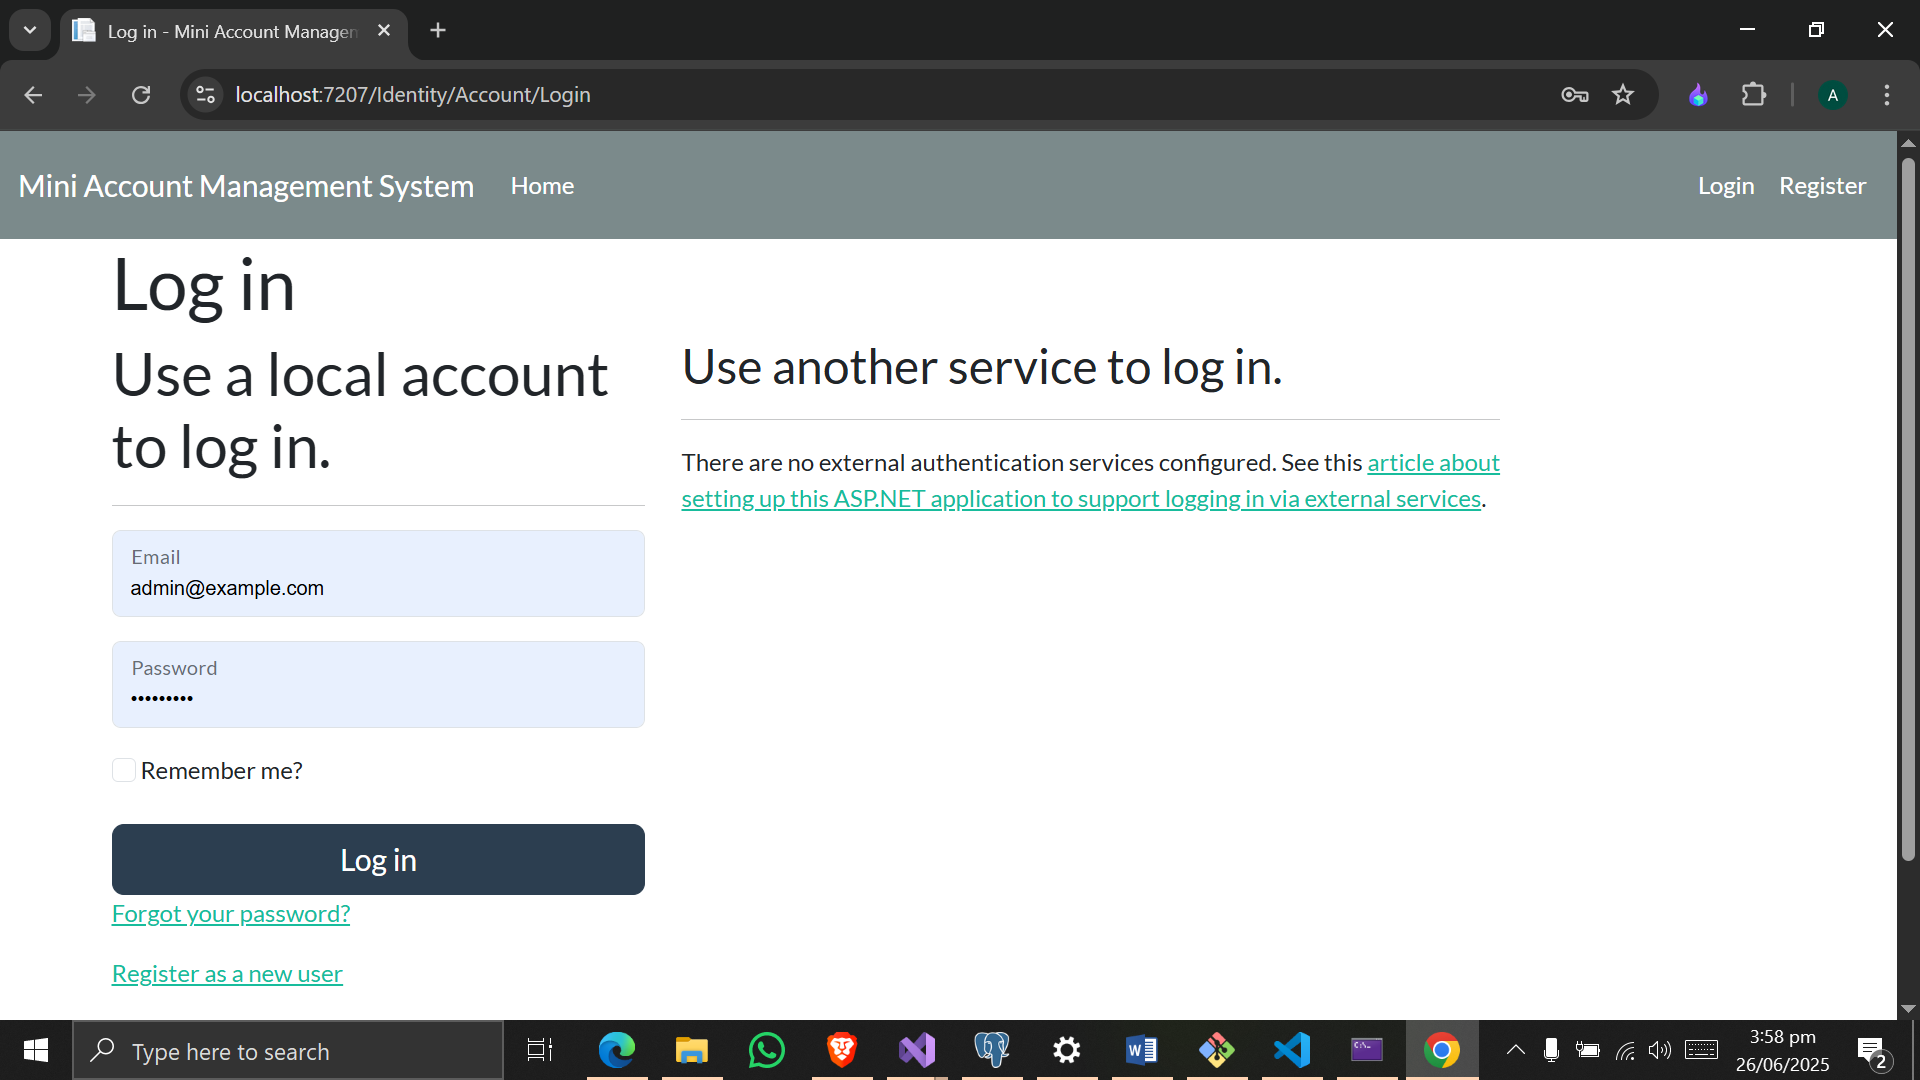 Log in - Mini Account Managen
localhost:7207/Identity/Account/Login
A
Mini Account Management System
Home
Login
Register
Log in
Use a local account
to log in.
Email
admin@example.com
Password
•••••••••
Remember me?
Log in
Forgot your password?
Register as a new user
Use another service to log in.
There are no external authentication services configured. See this article about
setting up this ASP.NET application to support logging in via external services.
Type here to search
3:58 pm
26/06/2025
2